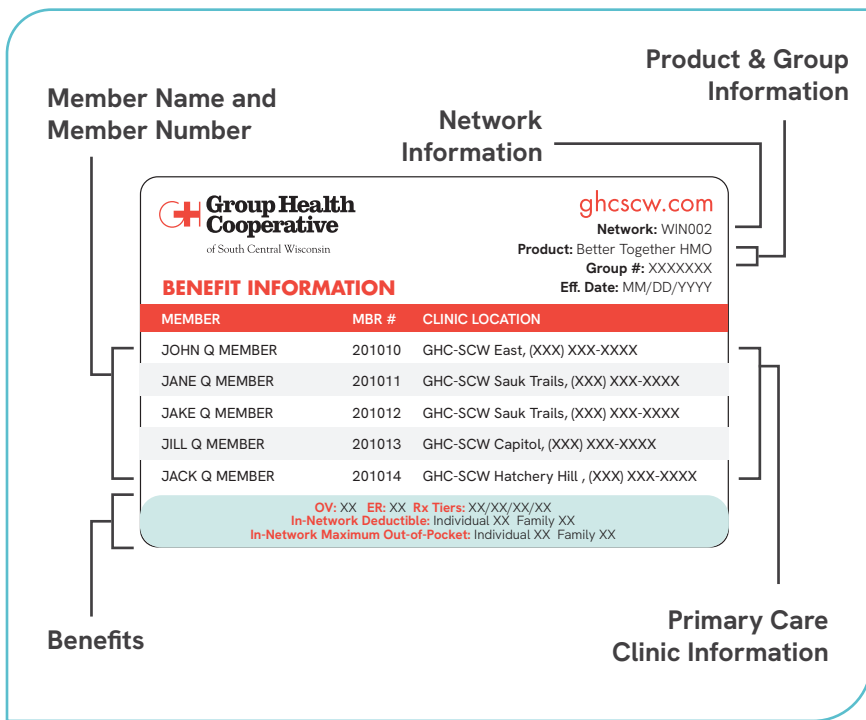 Product & Group
Information
Member Name and
Member Number
Network
Information
Group Health
Cooperative
of South Central Wisconsin
ghcscw.com
Network: WIN002
Product: Better Together HMO
Group #: XXXXXXX
Eff. Date: MM/DD/YYYY
BENEFIT INFORMATION
MEMBER MBR # CLINIC LOCATION
JOHN Q MEMBER 201010 GHC-SCW East, (XXX) XXX-XXXX
JANE Q MEMBER 201011 GHC-SCW Sauk Trails, (XXX) XXX-XXXX
JAKE Q MEMBER 201012 GHC-SCW Sauk Trails, (XXX) XXX-XXXX
JILL Q MEMBER 201013 GHC-SCW Capitol, (XXX) XXX-XXXX
JACK Q MEMBER 201014 GHC-SCW Hatchery Hill , (XXX) XXX-XXXX
OV: XX ER: XX Rx Tiers: XX/XX/XX/XX
In-Network Deductible: Individual XX Family XX
In-Network Maximum Out-of-Pocket: Individual XX Family XX
Benefits
Primary Care
Clinic Information